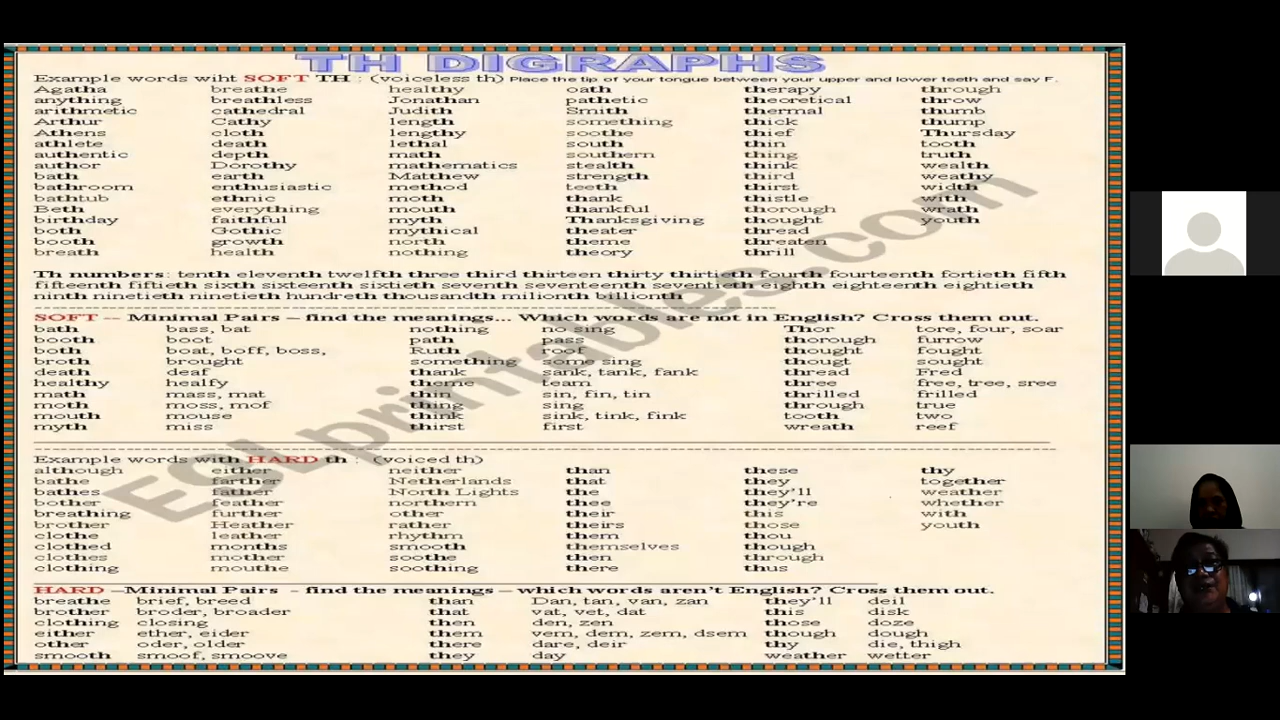 TH DIGRAPHS
Example words wiht SOFT TH : (voiceless th) Place the tip of your tongue between your upper and lower teeth and say F.
Agatha breathe healthy oath therapy through
anything breathless Jonathan pathetic theoretical throw
arithmetic cathedral Judith Smith thermal thumb
Arthur Cathy length something thick thump
Athens cloth lengthy soothe thief Thursday
athlete death lethal south thin tooth
authentic depth math southern thing truth
author Dorothy mathematics stealth think wealth
bath earth Matthew strength third weathy
bathroom enthusiastic method teeth thirst width
bathtub ethnic moth thank thistle with
Beth everything mouth thankful thorough wrath
birthday faithful myth Thanksgiving thought youth
both Gothic mythical theater thread
booth growth north theme threaten
breath health nothing theory thrill
Th numbers: tenth eleventh twelfth three third thirteen thirty thirtieth fourth fourteenth fortieth fifth
fifteenth fiftieth sixth sixteenth sixtieth seventh seventeenth seventieth eighth eighteenth eightieth
ninth ninetieth ninetieth hundreth thousandth milionth billionth
SOFT -- Minimal Pairs – find the meanings... Which words are not in English? Cross them out.
bath bass, bat nothing no sing Thor tore, four, soar
booth boot path pass thorough furrow
both boat, boff, boss, Ruth roof thought fought
broth brought something some sing thougt sought
death deaf thank sank, tank, fank thread Fred
healthy healfy theme team three free, tree, sree
math mass, mat thin sin, fin, tin thrilled frilled
moth moss, mof thing sing through true
mouth mouse think sink, tink, fink tooth two
myth miss thirst first wreath reef
Example words with HARD th : (voiced th)
although either neither than these thy
bathe farther Netherlands that they together
bathes father North Lights the they'll weather
bother feather northern thee they're whether
breathing further other their this with
brother Heather rather theirs those youth
clothe leather rhythm them thou
clothed months smooth themselves though
clothes mother soothe then through
clothing mouthe soothing there thus
HARD –Minimal Pairs - find the meanings – which words aren't English? Cross them out.
breathe brief, breed than Dan, tan, van, zan they'll deil
brother broder, broader that vat, vet, dat this disk
clothing closing then den, zen those doze
either ether, eider them vem, dem, zem, dsem though dough
other oder, older there dare, deir thy die, thigh
smooth smoof, smoove they day weather wetter
ESLprintables.com